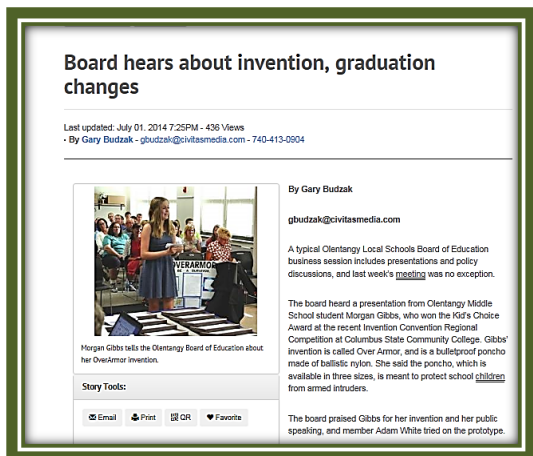 Board hears about invention, graduation
changes
Last updated: July 01. 2014 7:25PM - 436 Views
• By Gary Budzak - gbudzak@civitasmedia.com - 740-413-0904
OVERARMOR
Morgan Gibbs tells the Olentangy Board of Education about
her OverArmor invention.
Story Tools:
Email Print QR Favorite
By Gary Budzak
gbudzak@civitasmedia.com
A typical Olentangy Local Schools Board of Education
business session includes presentations and policy
discussions, and last week's meeting was no exception.
The board heard a presentation from Olentangy Middle
School student Morgan Gibbs, who won the Kid's Choice
Award at the recent Invention Convention Regional
Competition at Columbus State Community College. Gibbs'
invention is called Over Armor, and is a bulletproof poncho
made of ballistic nylon. She said the poncho, which is
available in three sizes, is meant to protect school children
from armed intruders.
The board praised Gibbs for her invention and her public
speaking, and member Adam White tried on the prototype.